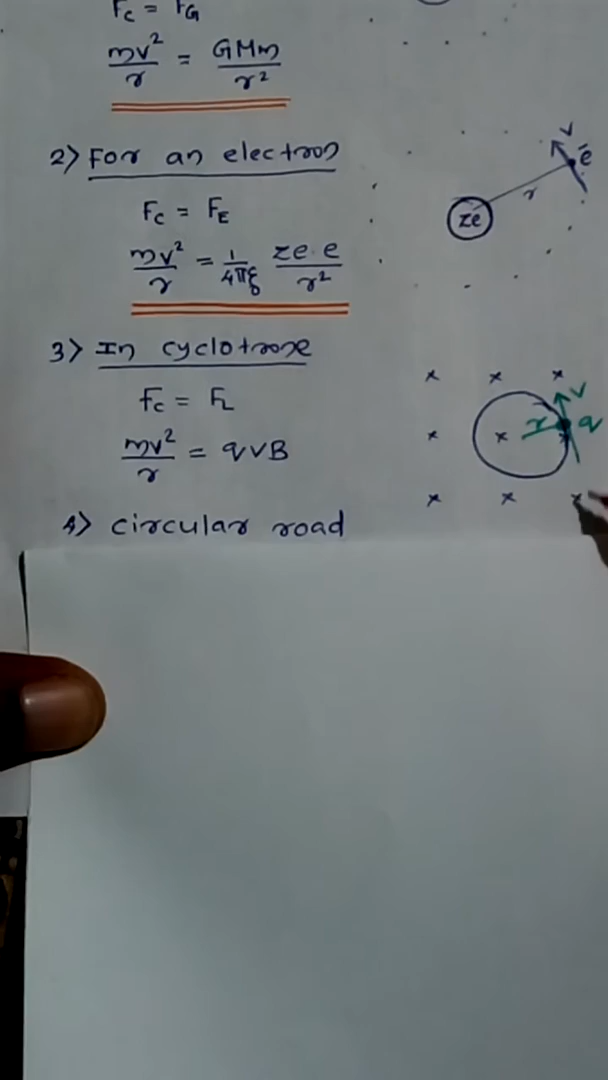 Fc = FG
mv²/r = GMm/r²
2) For an electron
Fc = FE
mv²/r = 1/4πε₀ ze e/r²
v
ē
r
ze
3) In cyclotrone
Fc = FL
mv²/r = qvB
x x x
v
r q
x x x
x x x
4) circular road